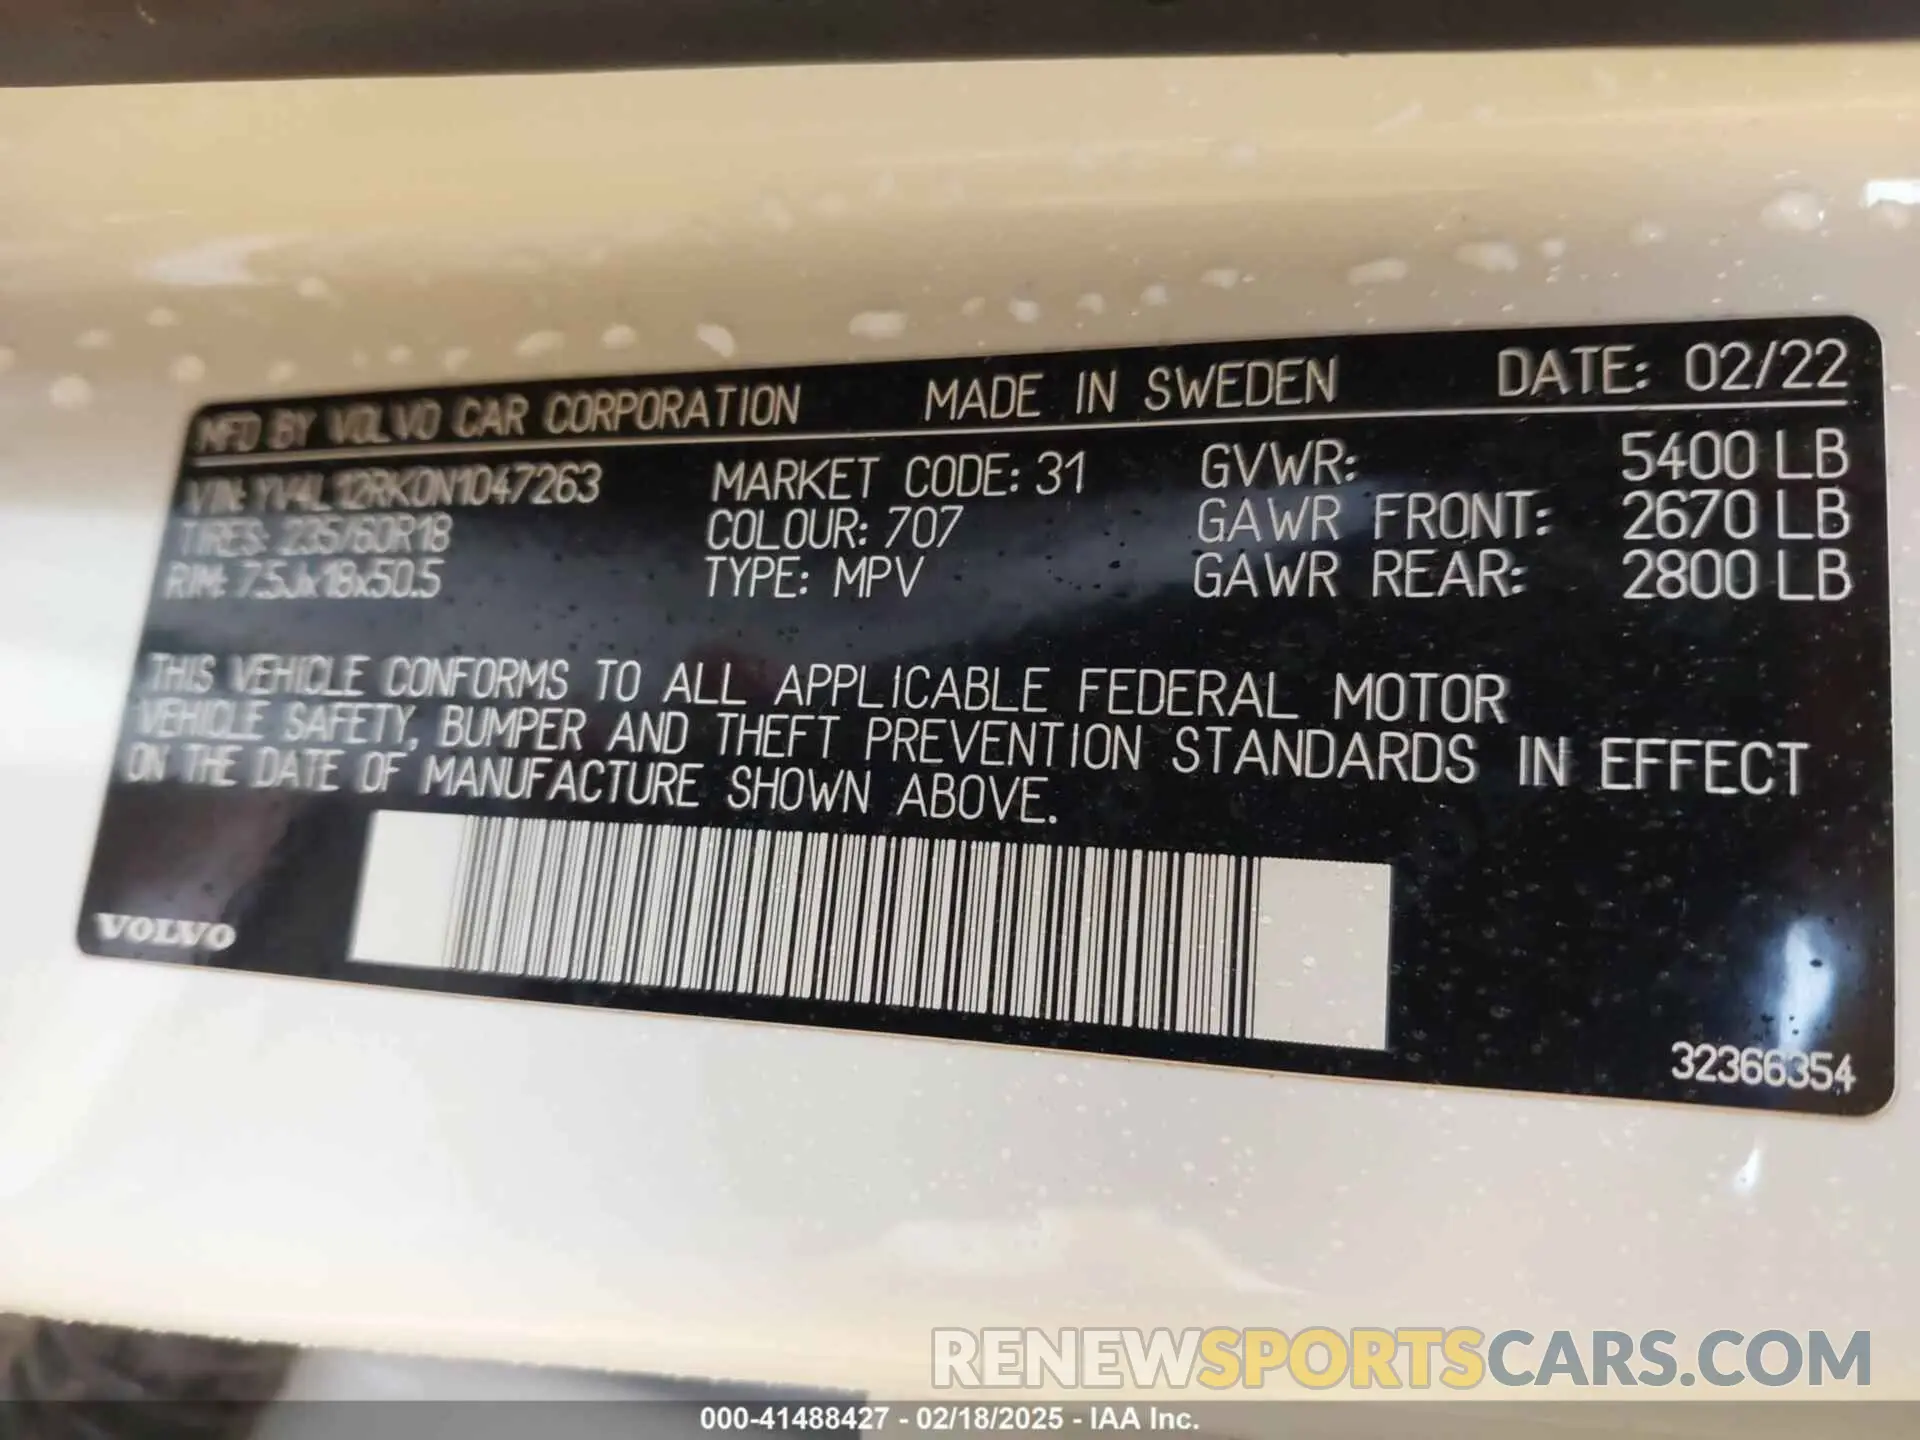 MFD BY VOLVO CAR CORPORATION MADE IN SWEDEN DATE: 02/22
VIN: YV4L12RK0N1047263 MARKET CODE: 31 GVWR: 5400 LB
TIRES: 235/60R18 COLOUR: 707 GAWR FRONT: 2670 LB
RIM: 7.5Jx18x50.5 TYPE: MPV GAWR REAR: 2800 LB
THIS VEHICLE CONFORMS TO ALL APPLICABLE FEDERAL MOTOR
VEHICLE SAFETY, BUMPER AND THEFT PREVENTION STANDARDS IN EFFECT
ON THE DATE OF MANUFACTURE SHOWN ABOVE.
VOLVO
32366354
RENEWSPORTSCARS.COM
000-41488427 - 02/18/2025 - IAA Inc.